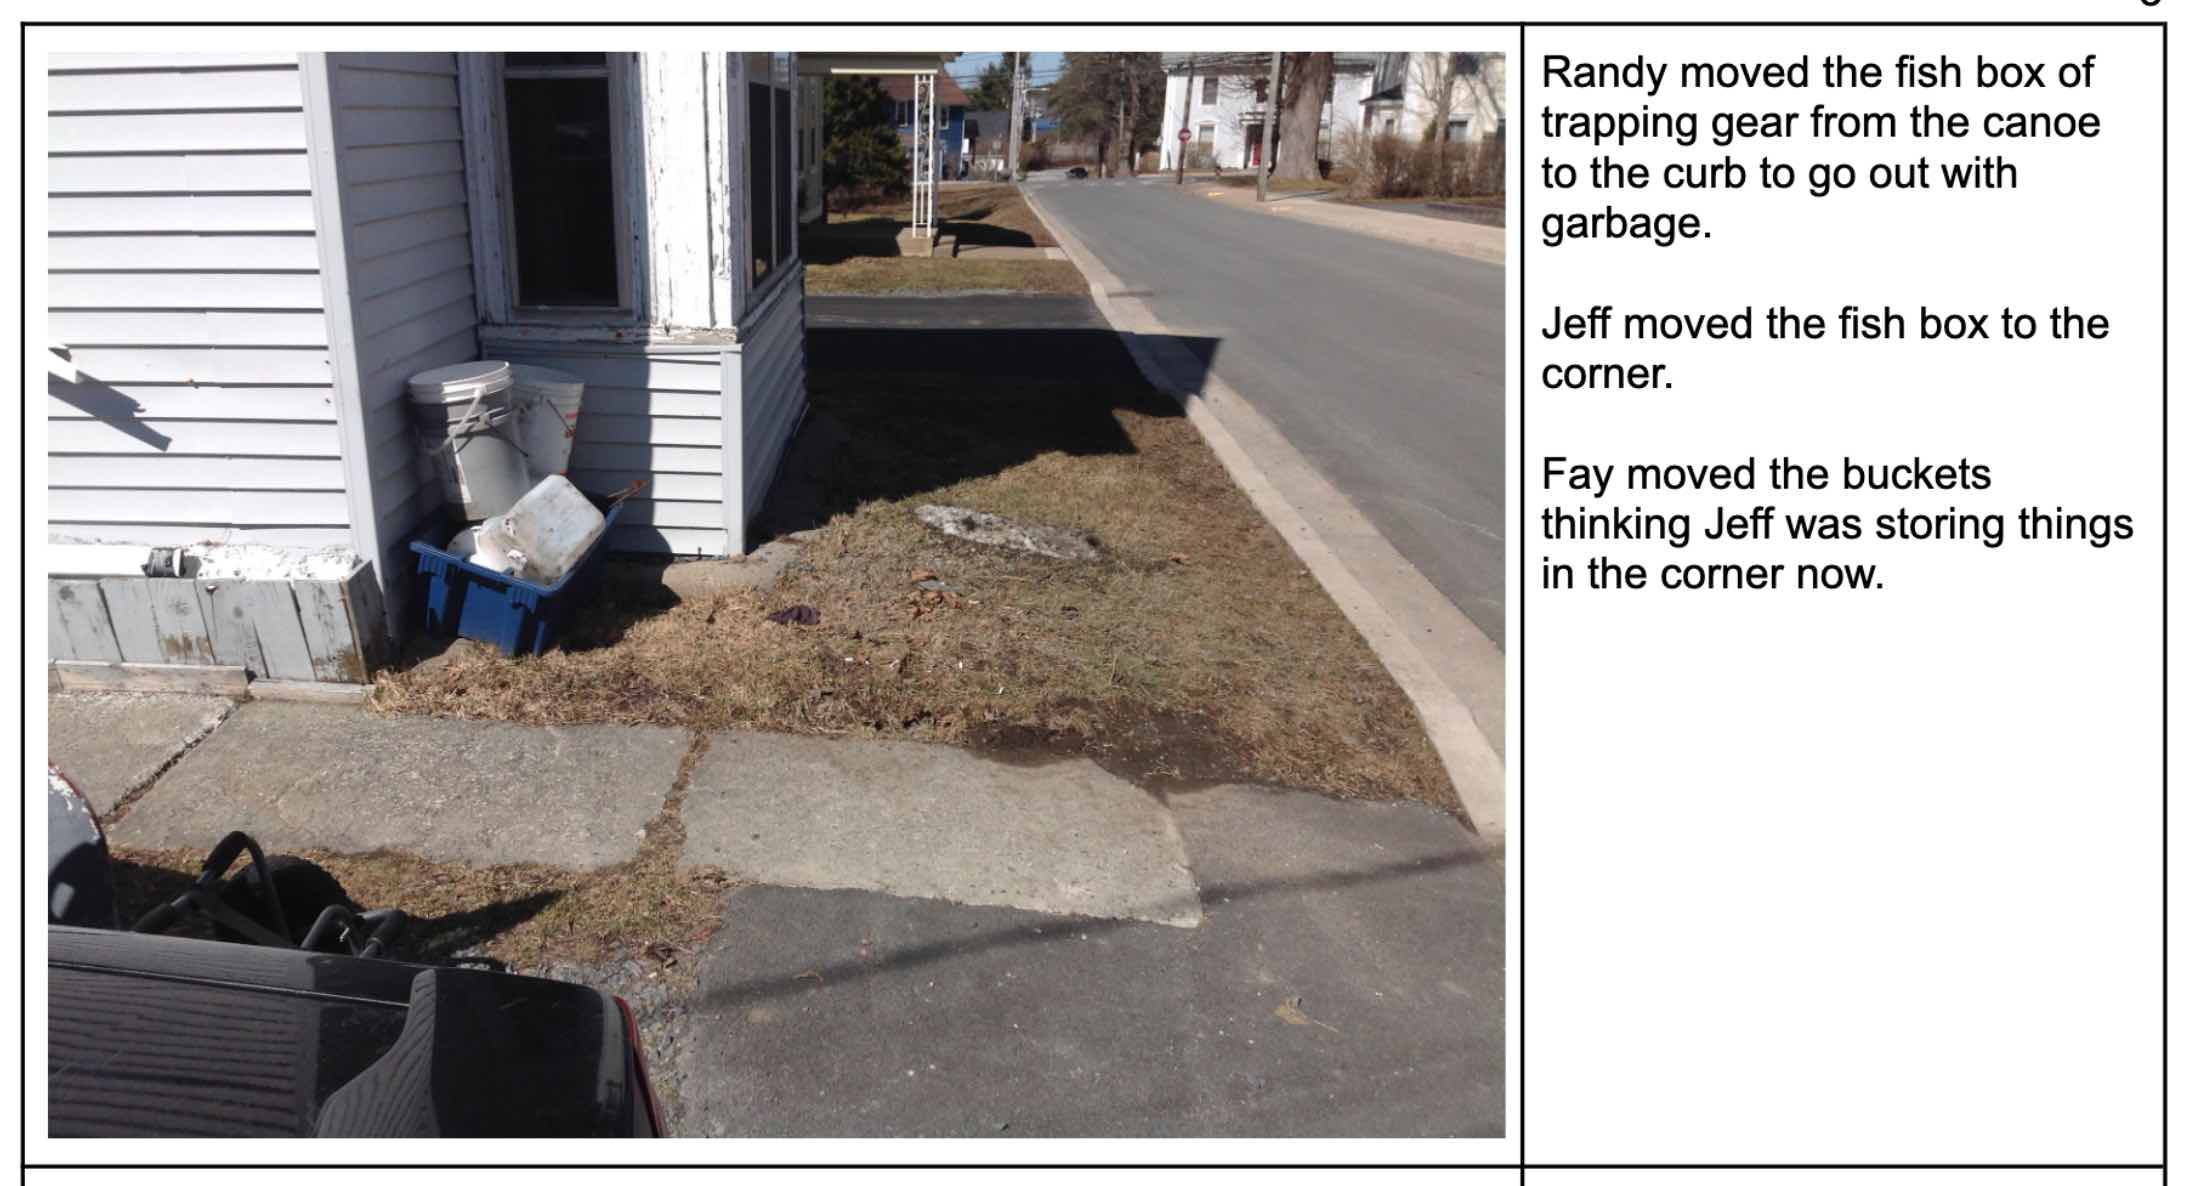 Randy moved the fish box of
trapping gear from the canoe
to the curb to go out with
garbage.
Jeff moved the fish box to the
corner.
Fay moved the buckets
thinking Jeff was storing things
in the corner now.